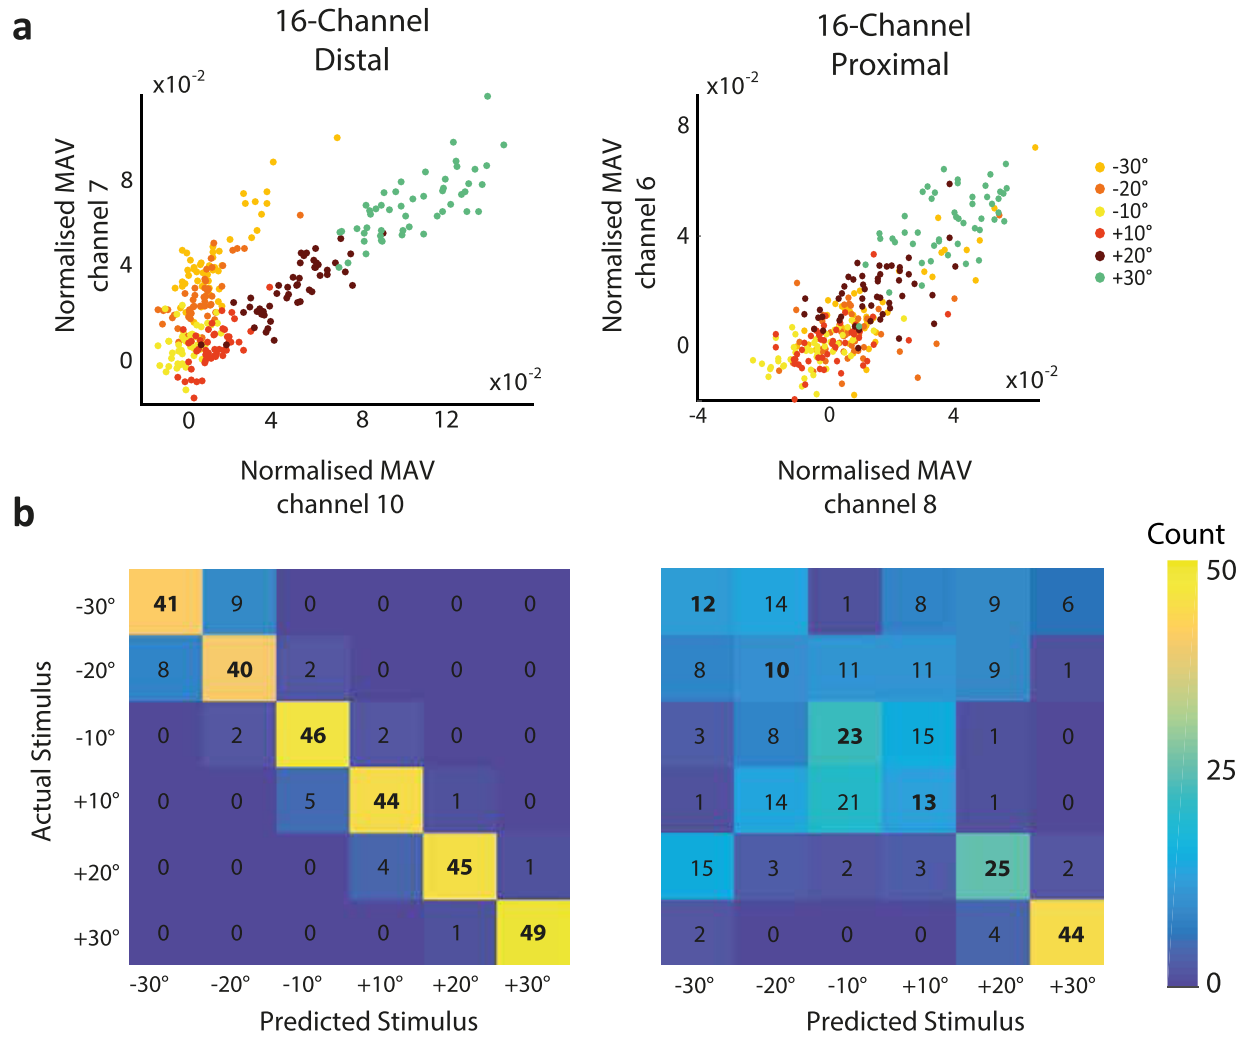 a
16-Channel
Distal
16-Channel
Proximal
x10-2
x10-2
Normalised MAV
channel 7
8
4
0
x10-2
0 4 8 12
Normalised MAV
channel 10
Normalised MAV
channel 6
8
4
0
x10-2
-4 0 4
Normalised MAV
channel 8
-30°
-20°
-10°
+10°
+20°
+30°
b
Count
50
25
0
Actual Stimulus
-30° 41 9 0 0 0 0
-20° 8 40 2 0 0 0
-10° 0 2 46 2 0 0
+10° 0 0 5 44 1 0
+20° 0 0 0 4 45 1
+30° 0 0 0 0 1 49
-30° -20° -10° +10° +20° +30°
Predicted Stimulus
12 14 1 8 9 6
8 10 11 11 9 1
3 8 23 15 1 0
1 14 21 13 1 0
15 3 2 3 25 2
2 0 0 0 4 44
-30° -20° -10° +10° +20° +30°
Predicted Stimulus